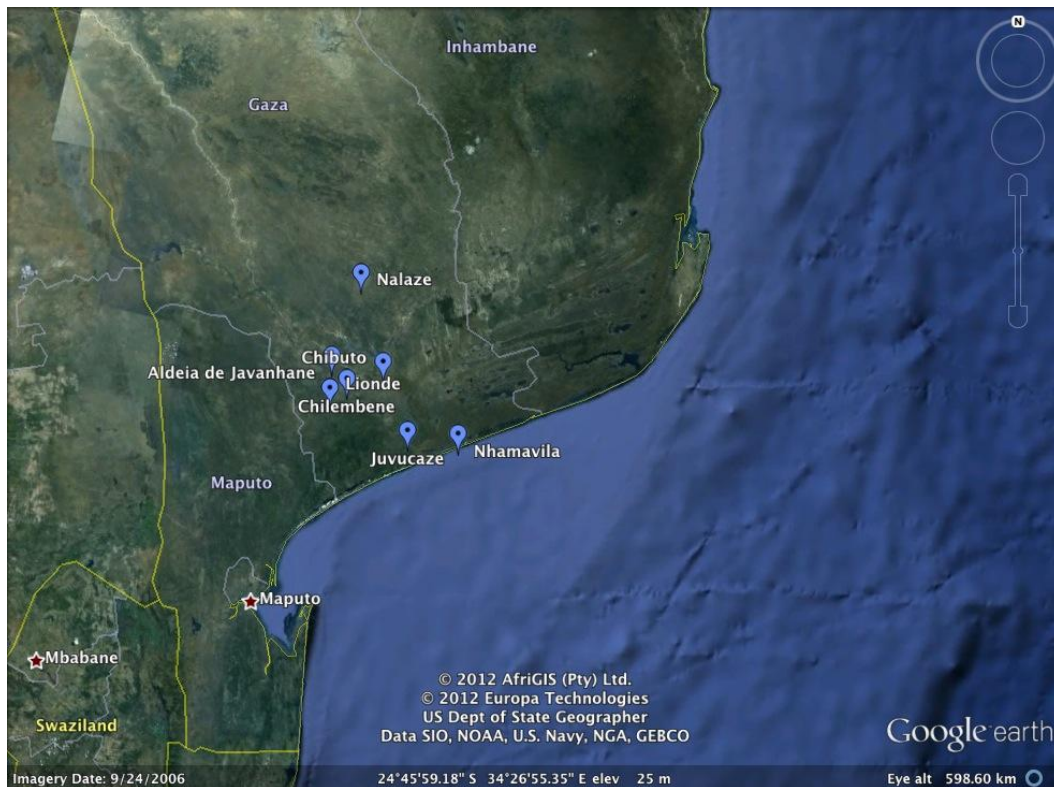 N
Inhambane
Gaza
Nalaze
Chibuto
Aldeia de Javanhane
Lionde
Chilembene
Juvucaze
Nhamavila
Maputo
Maputo
Mbabane
Swaziland
© 2012 AfriGIS (Pty) Ltd.
© 2012 Europa Technologies
US Dept of State Geographer
Data SIO, NOAA, U.S. Navy, NGA, GEBCO
Google earth
Imagery Date: 9/24/2006 24°45'59.18" S 34°26'55.35" E elev 25 m Eye alt 598.60 km